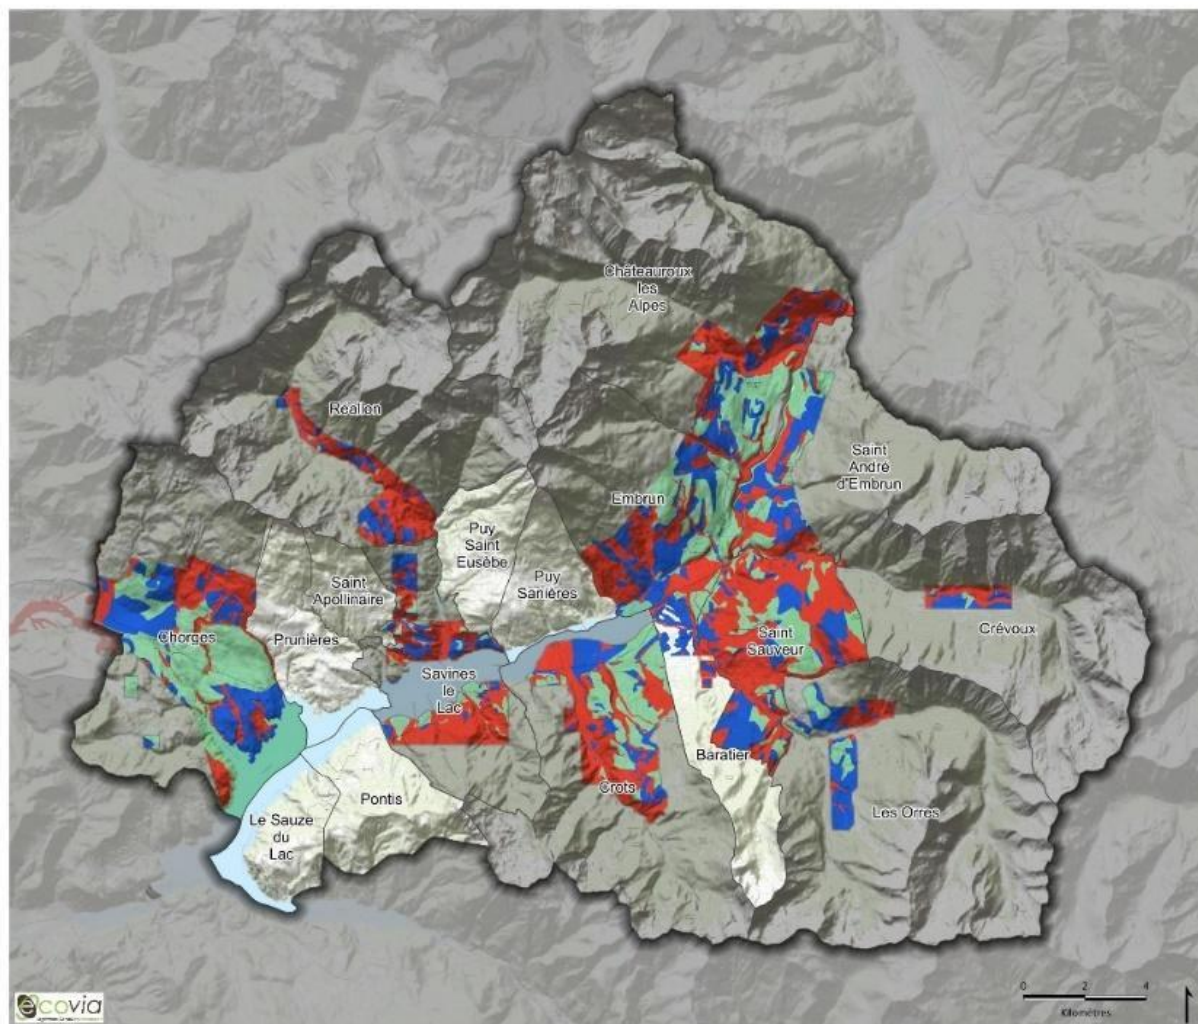 Châteauroux
les
Alpes
Réallon
Saint
André
d'Embrun
Embrun
Puy
Saint
Eusèbe
Puy
Sanières
Saint
Apollinaire
Chorges
Prunières
Crévoux
Saint
Sauveur
Savines
le
Lac
Baratier
Crots
Pontis
Les Orres
Le Sauze
du
Lac
ecovia
0 2 4
Kilomètres